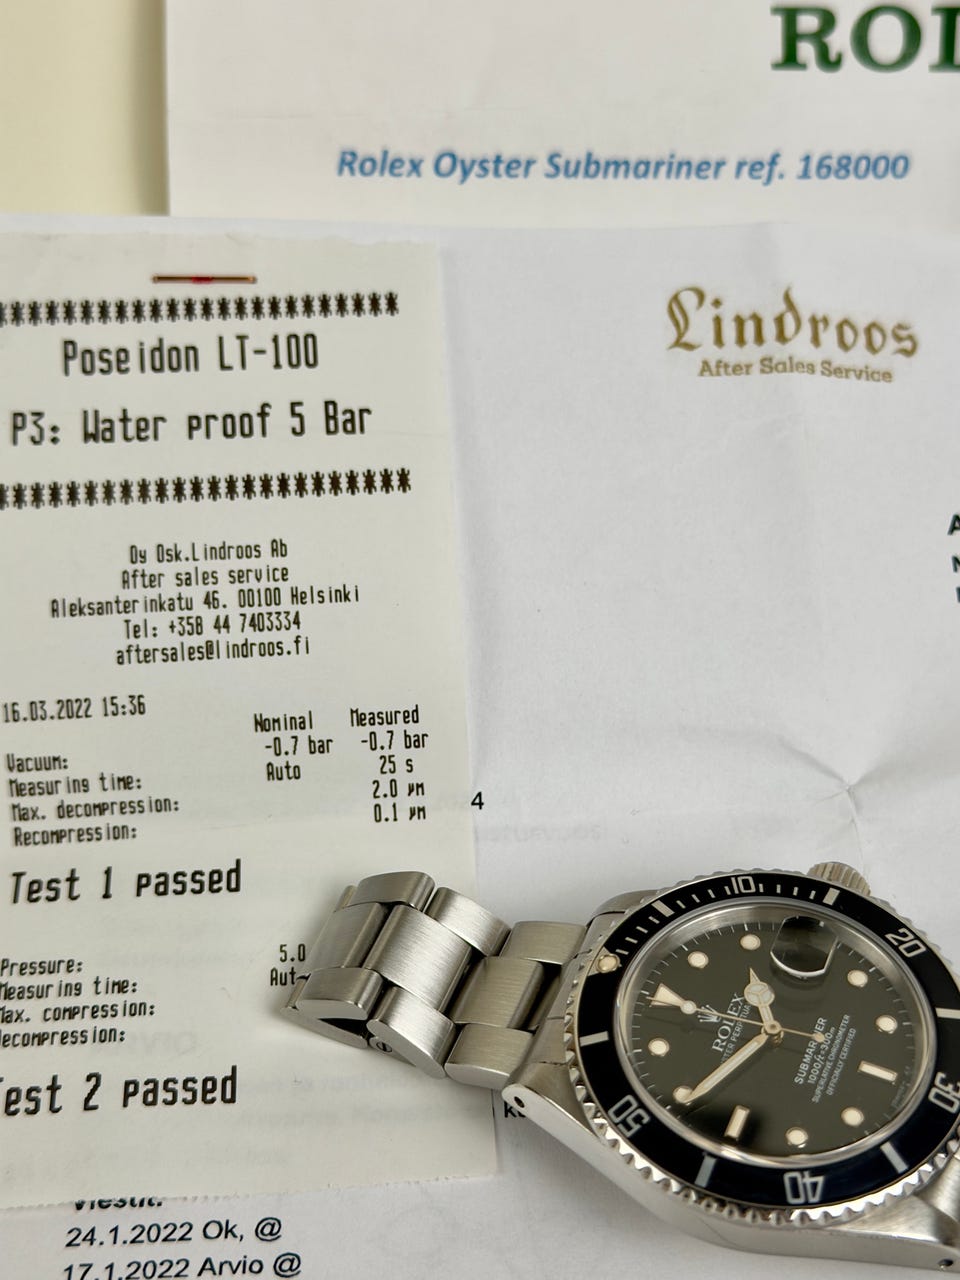 ROL
Rolex Oyster Submariner ref. 168000
Lindroos
After Sales Service
************************
Poseidon LT-100
P3: Water proof 5 Bar
************************
Oy Osk.Lindroos Ab
After sales service
Aleksanterinkatu 46. 00100 Helsinki
Tel: +358 44 7403334
aftersales@lindroos.fi
16.03.2022 15:36
Nominal Measured
Vacuum: -0.7 bar -0.7 bar
Measuring time: Auto 25 s
Max. decompression: 2.0 µm
Recompression: 0.1 µm
4
Test 1 passed
Pressure: 5.0
Measuring time: Aut
Max. compression:
Decompression:
Test 2 passed
Viestit:
24.1.2022 Ok, @
17.1.2022 Arvio @
10
20
30
40
50
ROLEX
OYSTER PERPETUAL
SUBMARINER
1000ft=300m
SUPERLATIVE CHRONOMETER
OFFICIALLY CERTIFIED